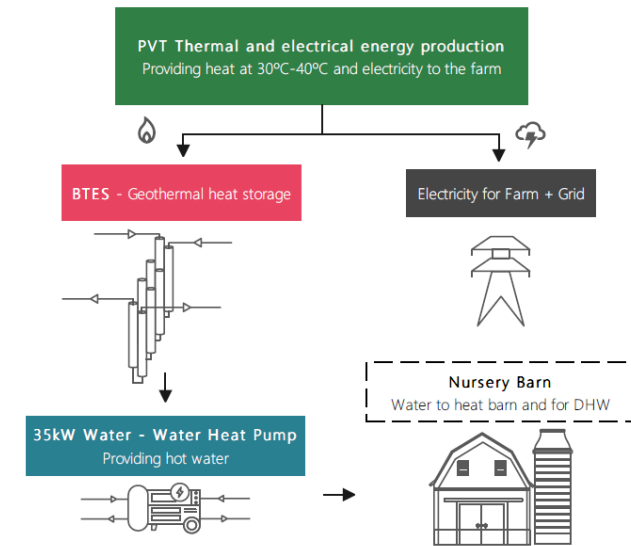 PVT Thermal and electrical energy production
Providing heat at 30ºC-40ºC and electricity to the farm
BTES - Geothermal heat storage
Electricity for Farm + Grid
Nursery Barn
Water to heat barn and for DHW
35kW Water - Water Heat Pump
Providing hot water